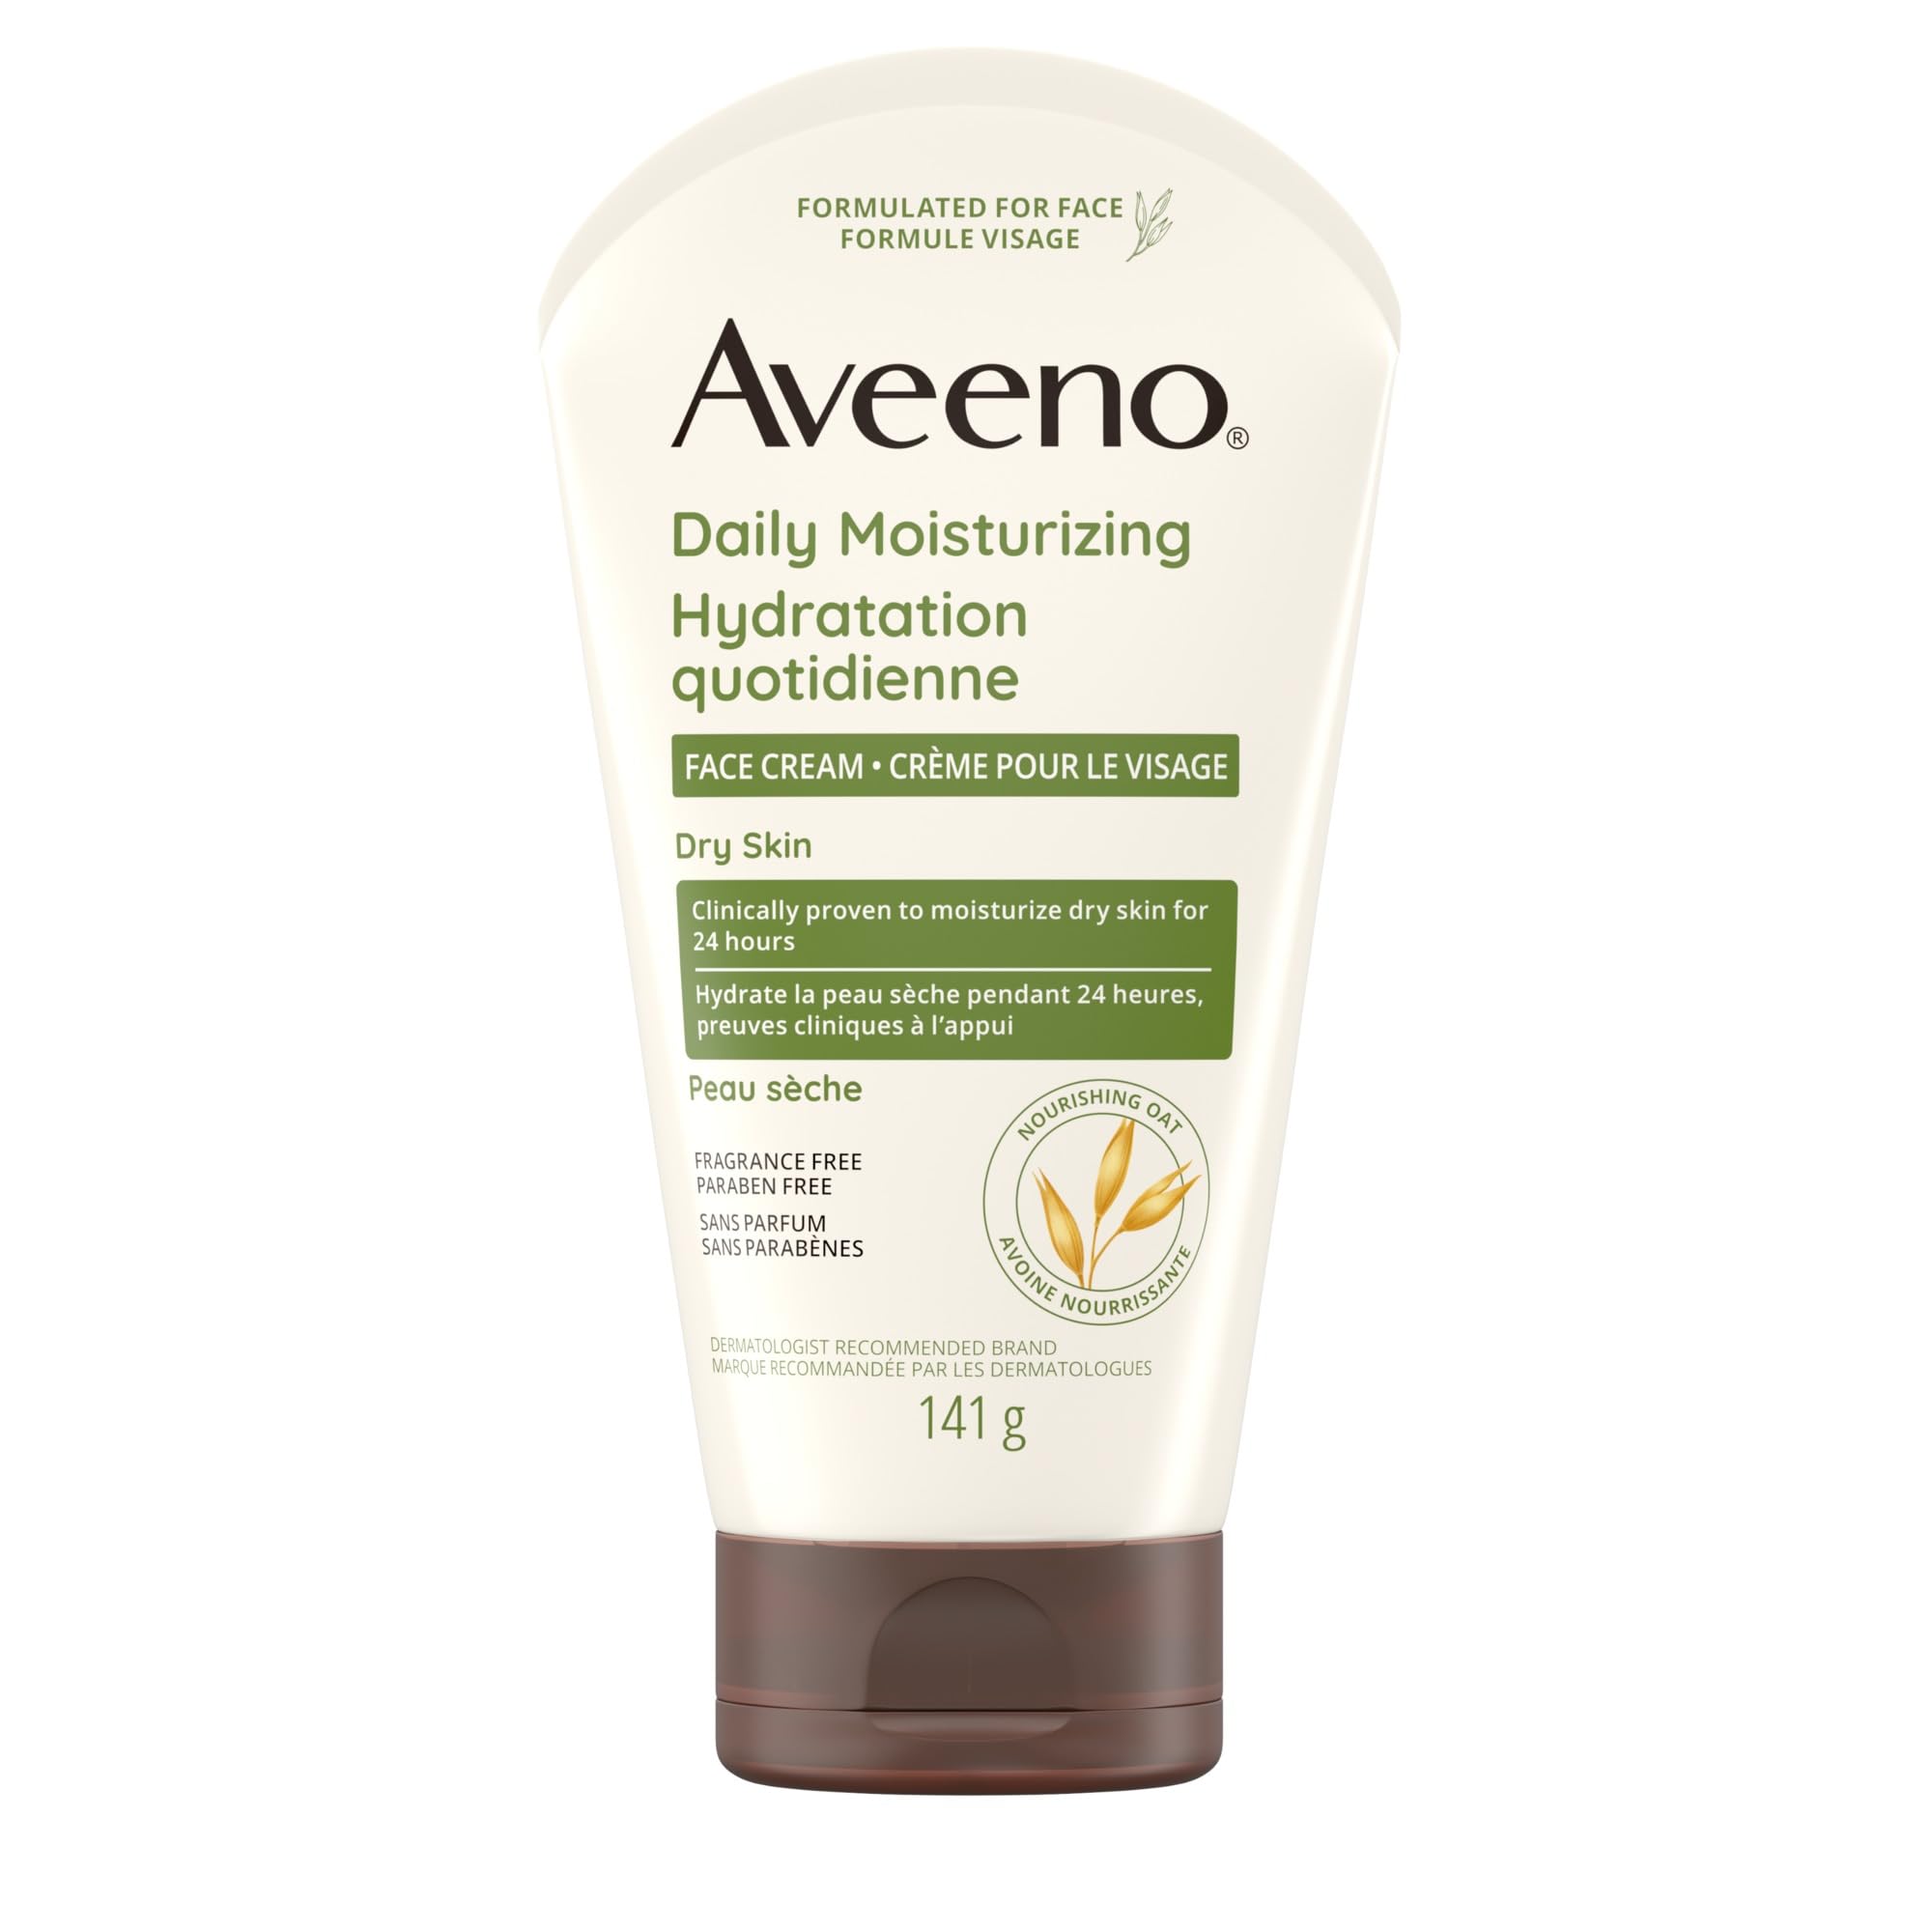 FORMULATED FOR FACE
FORMULE VISAGE
Aveeno®
Daily Moisturizing
Hydratation
quotidienne
FACE CREAM • CRÈME POUR LE VISAGE
Dry Skin
Clinically proven to moisturize dry skin for
24 hours
Hydrate la peau sèche pendant 24 heures,
preuves cliniques à l’appui
Peau sèche
FRAGRANCE FREE
PARABEN FREE
SANS PARFUM
SANS PARABÈNES
NOURISHING OAT
AVOINE NOURRISSANTE
DERMATOLOGIST RECOMMENDED BRAND
MARQUE RECOMMANDÉE PAR LES DERMATOLOGUES
141 g